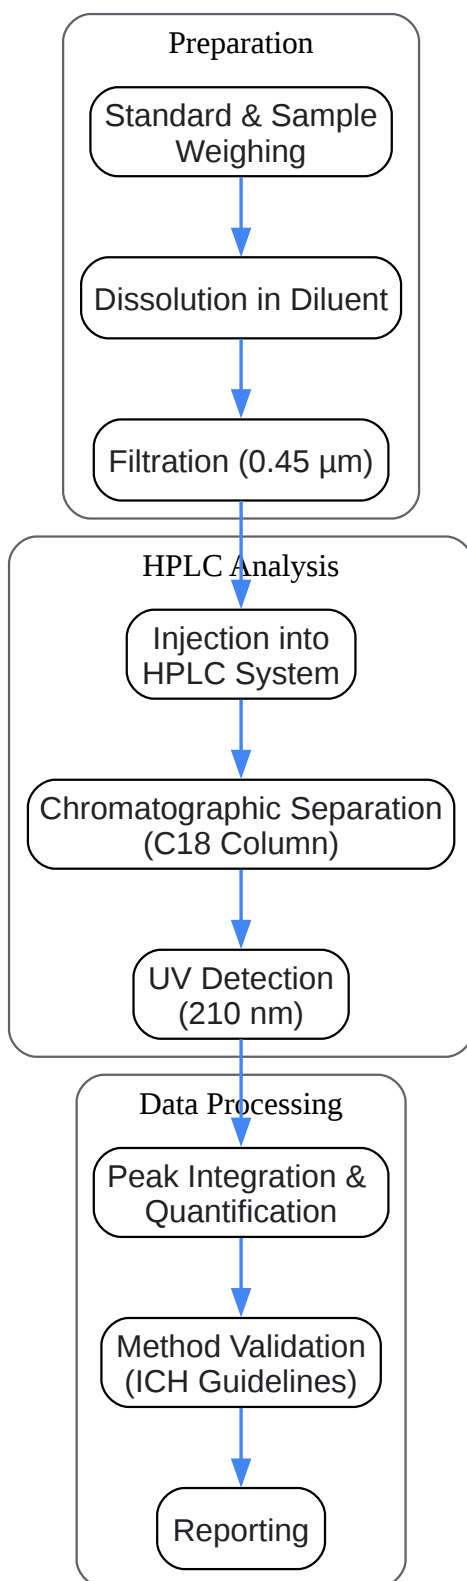 Preparation
Standard & Sample
Weighing
Dissolution in Diluent
Filtration (0.45 µm)
HPLC Analysis
Injection into
HPLC System
Chromatographic Separation
(C18 Column)
UV Detection
(210 nm)
Data Processing
Peak Integration &
Quantification
Method Validation
(ICH Guidelines)
Reporting